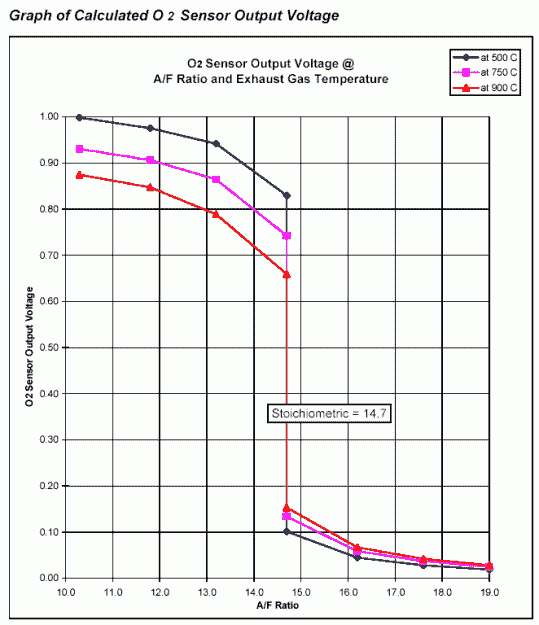 Graph of Calculated O 2 Sensor Output Voltage
O2 Sensor Output Voltage @
A/F Ratio and Exhaust Gas Temperature
at 500 C
at 750 C
at 900 C
1.00
0.90
0.80
0.70
0.60
0.50
0.40
0.30
0.20
0.10
0.00
O2 Sensor Output Voltage
Stoichiometric = 14.7
10.0 11.0 12.0 13.0 14.0 15.0 16.0 17.0 18.0 19.0
A/F Ratio